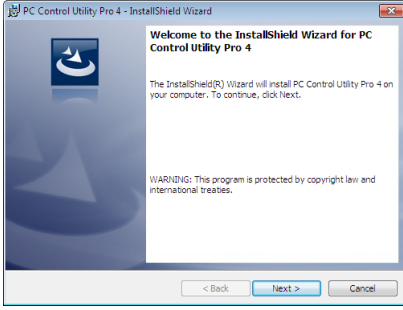 PC Control Utility Pro 4 - InstallShield Wizard
Welcome to the InstallShield Wizard for PC
Control Utility Pro 4
The InstallShield(R) Wizard will install PC Control Utility Pro 4 on
your computer. To continue, click Next.
WARNING: This program is protected by copyright law and
international treaties.
< Back Next > Cancel